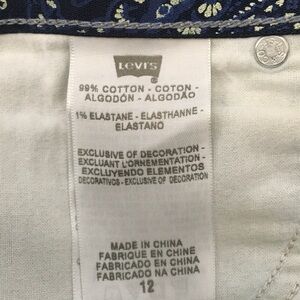 Levi's
99% COTTON - COTON -
ALGODÓN - ALGODÃO
1% ELASTANE - ELASTHANNE -
ELASTANO
EXCLUSIVE OF DECORATION -
EXCLUANT L'ORNEMENTATION -
EXCLUYENDO ELEMENTOS
DECORATIVOS - EXCLUSIVE OF DECORATION
MADE IN CHINA
FABRIQUE EN CHINE
FABRICADO EN CHINA
FABRICADO NA CHINA
12